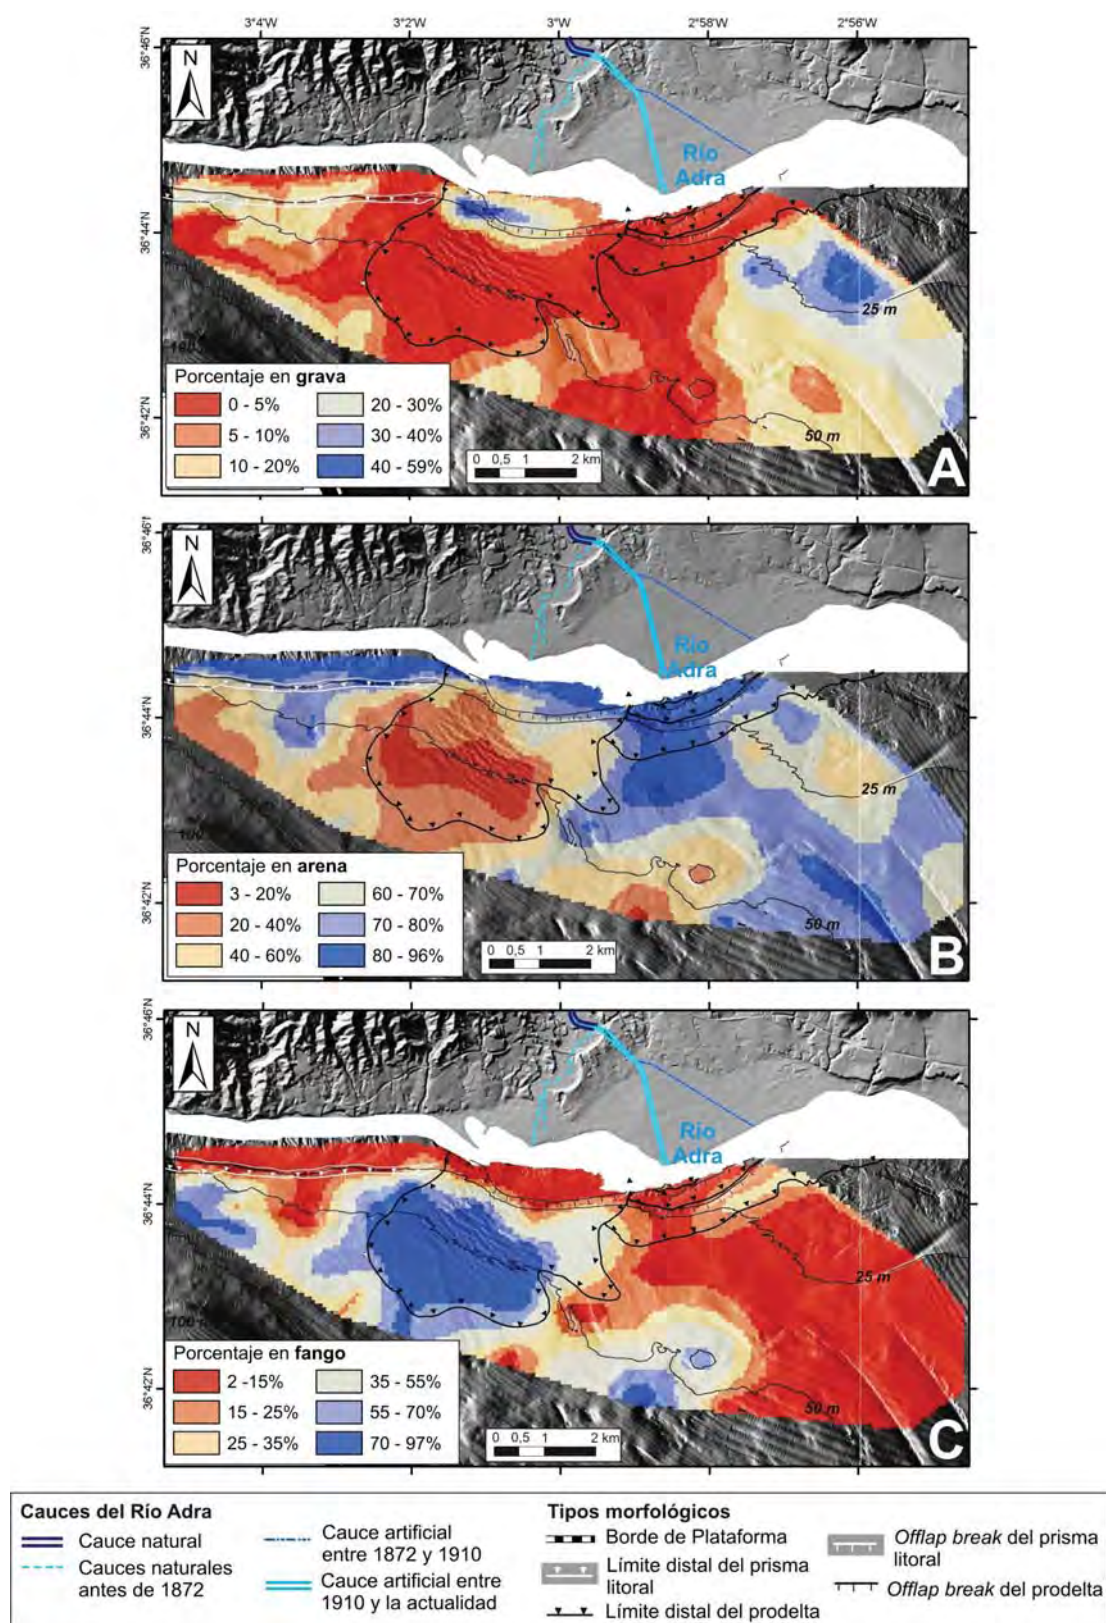 3°4'W 3°2'W 3°W 2°58'W 2°56'W
36°46'N
N
Río
Adra
36°44'N
25 m
Porcentaje en grava
0 - 5% 20 - 30%
5 - 10% 30 - 40%
10 - 20% 40 - 59%
36°42'N
50 m
0 0,5 1 2 km
A
N
Río
Adra
36°44'N
25 m
Porcentaje en arena
3 - 20% 60 - 70%
20 - 40% 70 - 80%
40 - 60% 80 - 96%
36°42'N
50 m
0 0,5 1 2 km
B
36°46'N
N
Río
Adra
36°44'N
25 m
Porcentaje en fango
2 -15% 35 - 55%
15 - 25% 55 - 70%
25 - 35% 70 - 97%
36°42'N
50 m
0 0,5 1 2 km
C
Cauces del Río Adra
Cauce natural
Cauces naturales
antes de 1872
Cauce artificial
entre 1872 y 1910
Cauce artificial entre
1910 y la actualidad
Tipos morfológicos
Borde de Plataforma
Límite distal del prisma
litoral
Límite distal del prodelta
Offlap break del prisma
litoral
Offlap break del prodelta